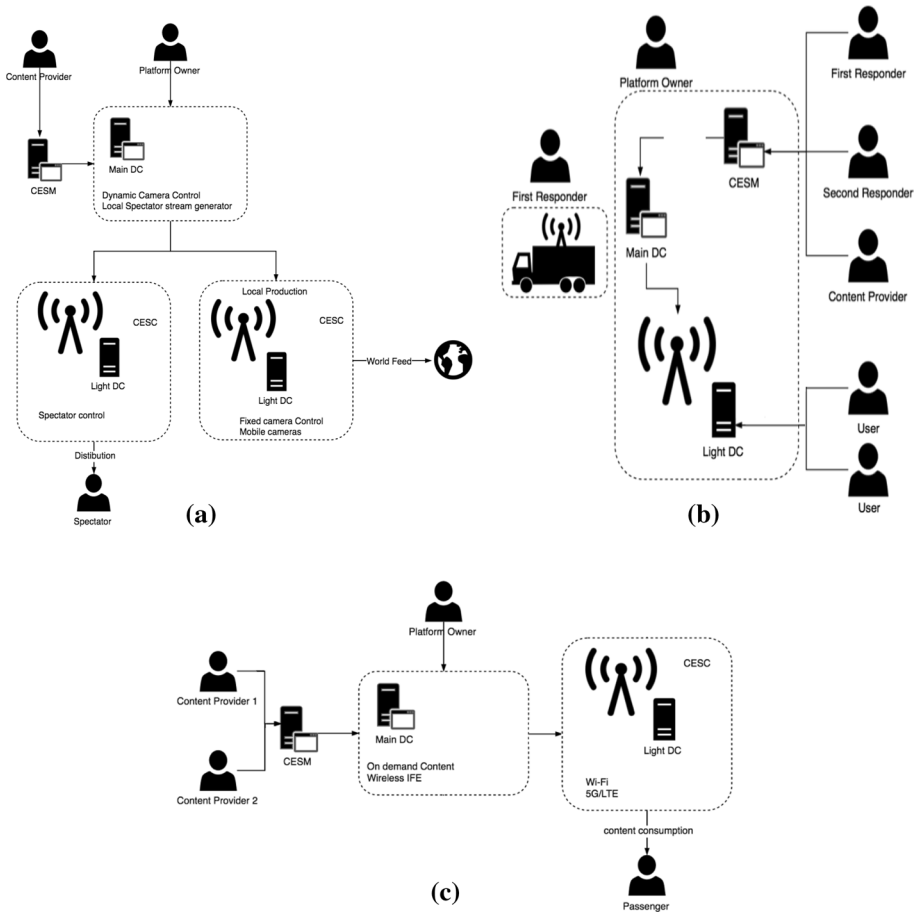 Content Provider
Platform Owner
CESM
Main DC
Dynamic Camera Control
Local Spectator stream generator
CESC
Light DC
Spectator control
Distibution
Spectator
Local Production
CESC
Light DC
Fixed camera Control
Mobile cameras
World Feed
(a)
Platform Owner
First Responder
First Responder
CESM
Second Responder
Main DC
Content Provider
Light DC
User
User
(b)
Platform Owner
Content Provider 1
Content Provider 2
CESM
Main DC
On demand Content
Wireless IFE
CESC
Light DC
Wi-Fi
5G/LTE
content consumption
Passenger
(c)